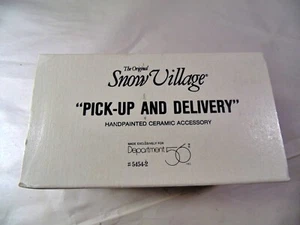 The Original
Snow Village®
"PICK-UP AND DELIVERY"
HANDPAINTED CERAMIC ACCESSORY
MADE EXCLUSIVELY FOR
Department 56
# 5454-2